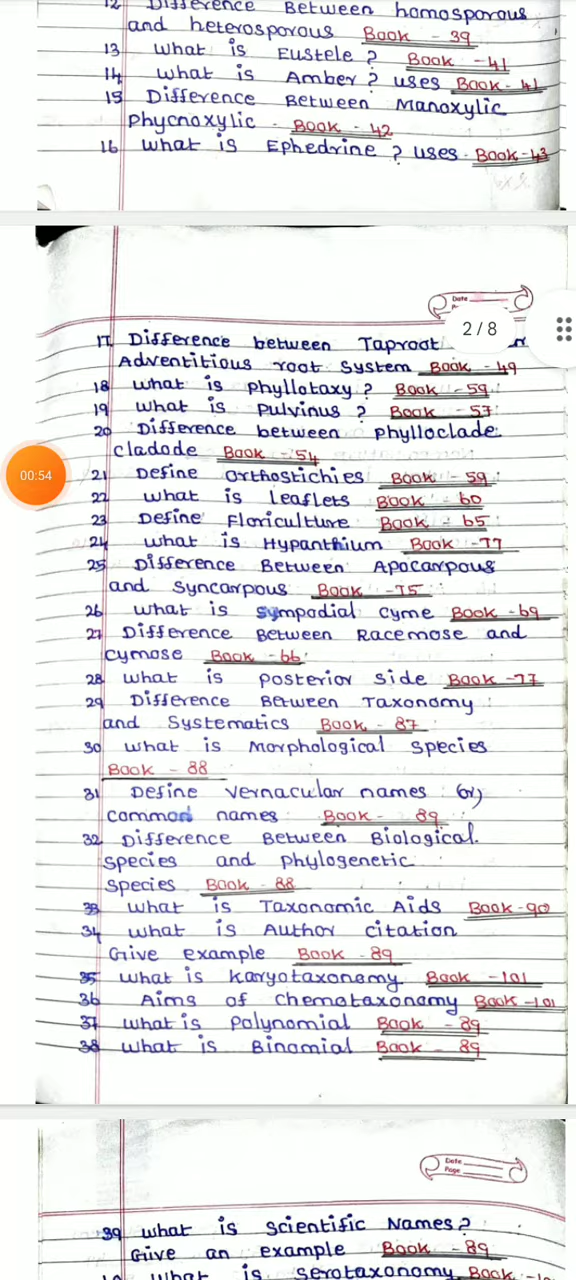 12 Difference Between homosporous
and heterosporous Book - 39
13 What is Eustele ? Book - 41
14 What is Amber ? uses Book - 41
15 Difference Between Manoxylic
Phycnoxylic - Book - 42
16 What is Ephedrine ? uses Book - 43
Date
2/8
17 Difference between Taproot
Adventitious root System Book - 49
18 What is phyllotaxy ? Book - 59
19 What is Pulvinus ? Book - 57
20 Difference between Phylloclade
cladode Book - 54
00:54
21 Define Orthostichies Book - 59
22 What is Leaflets Book - 60
23 Define Floriculture Book - 65
24 What is Hypanthium Book - 77
25 Difference Between Apocarpous
and Syncarpous Book - 75
26 What is Sympodial Cyme Book - 69
27 Difference Between Racemose and
Cymose Book - 66
28 What is posterior side Book - 77
29 Difference Between Taxonomy
and Systematics Book - 87
30 What is Morphological Species
Book - 88
31 Define Vernacular names (or)
common names Book - 89
32 Difference Between Biological
Species and Phylogenetic
Species Book - 88
33 What is Taxonomic Aids Book - 90
34 What is Author citation
Give example Book - 89
35 What is Karyotaxonomy Book - 101
36 Aims of chemotaxonomy Book - 101
37 What is Polynomial Book - 89
38 What is Binomial Book - 89
Date
Page
39 What is Scientific Names?
Give an example Book - 89
What is Serotaxonomy Book